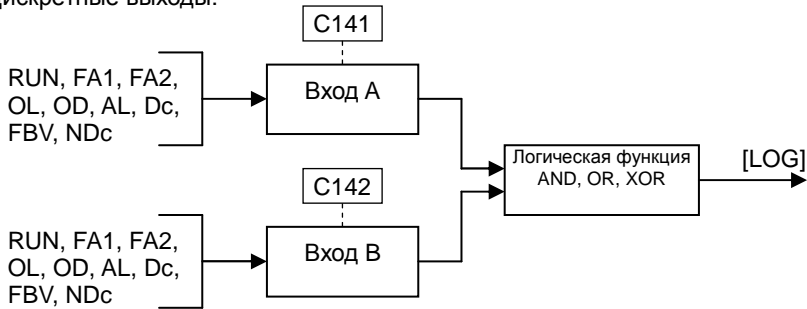 дискретные выходы:
C141
RUN, FA1, FA2,
OL, OD, AL, Dc,
FBV, NDc
Вход A
Логическая функция
AND, OR, XOR
[LOG]
C142
RUN, FA1, FA2,
OL, OD, AL, Dc,
FBV, NDc
Вход B